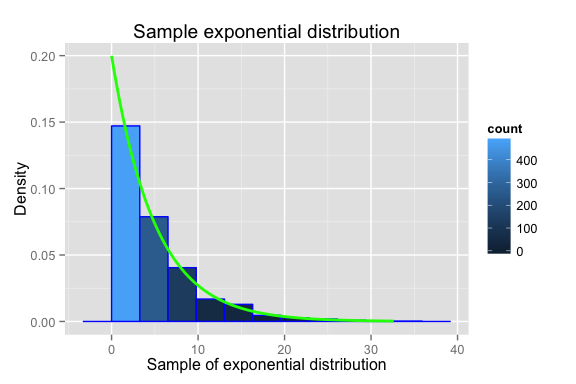 Sample exponential distribution
0.20
0.15
0.10
0.05
0.00
Density
0 10 20 30 40
Sample of exponential distribution
count
400
300
200
100
0